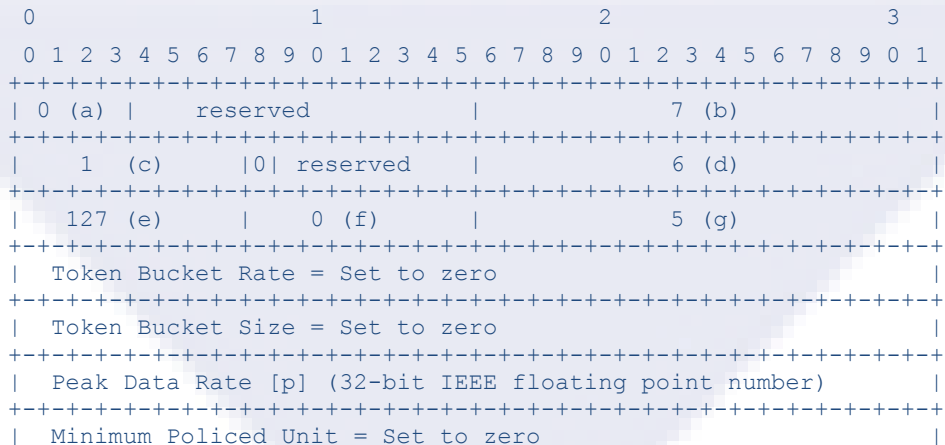 0                   1                   2                   3
 0 1 2 3 4 5 6 7 8 9 0 1 2 3 4 5 6 7 8 9 0 1 2 3 4 5 6 7 8 9 0 1
+-+-+-+-+-+-+-+-+-+-+-+-+-+-+-+-+-+-+-+-+-+-+-+-+-+-+-+-+-+-+-+-+
| 0 (a) |    reserved           |             7 (b)             |
+-+-+-+-+-+-+-+-+-+-+-+-+-+-+-+-+-+-+-+-+-+-+-+-+-+-+-+-+-+-+-+-+
|    1  (c)     |0| reserved    |             6 (d)             |
+-+-+-+-+-+-+-+-+-+-+-+-+-+-+-+-+-+-+-+-+-+-+-+-+-+-+-+-+-+-+-+-+
|   127 (e)     |    0 (f)      |             5 (g)             |
+-+-+-+-+-+-+-+-+-+-+-+-+-+-+-+-+-+-+-+-+-+-+-+-+-+-+-+-+-+-+-+-+
|  Token Bucket Rate = Set to zero                              |
+-+-+-+-+-+-+-+-+-+-+-+-+-+-+-+-+-+-+-+-+-+-+-+-+-+-+-+-+-+-+-+-+
|  Token Bucket Size = Set to zero                              |
+-+-+-+-+-+-+-+-+-+-+-+-+-+-+-+-+-+-+-+-+-+-+-+-+-+-+-+-+-+-+-+-+
|  Peak Data Rate [p] (32-bit IEEE floating point number)       |
+-+-+-+-+-+-+-+-+-+-+-+-+-+-+-+-+-+-+-+-+-+-+-+-+-+-+-+-+-+-+-+-+
|  Minimum Policed Unit = Set to zero                           |